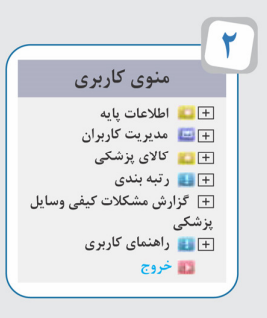 ۲
منوی کاربری
اطلاعات پایه
مدیریت کاربران
کالای پزشکی
رتبه بندی
گزارش مشکلات کیفی وسایل
پزشکی
راهنمای کاربری
خروج